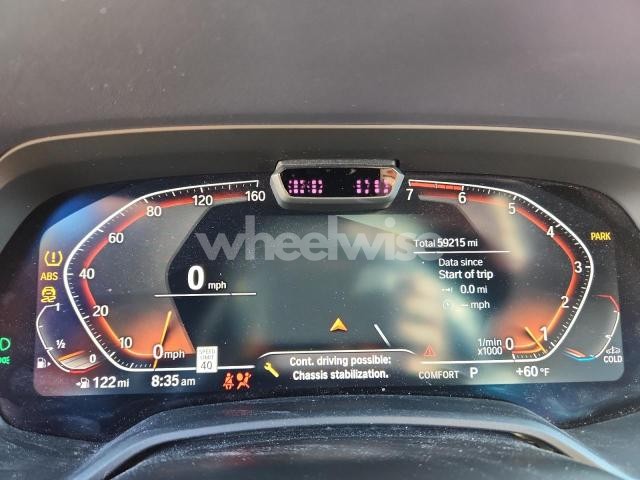 80
120
160
7
6
60
5
wheelwise
Total 59215 mi
PARK
ABS
40
0 mph
Data since
Start of trip
0.0 mi
-- mph
4
3
20
2
1
1/2
10
0 mph
0
SPEED
LIMIT
40
Cont. driving possible:
Chassis stabilization.
1/min
x1000
0
1
COLD
122 mi
8:35 am
COMFORT
P
+60 °F